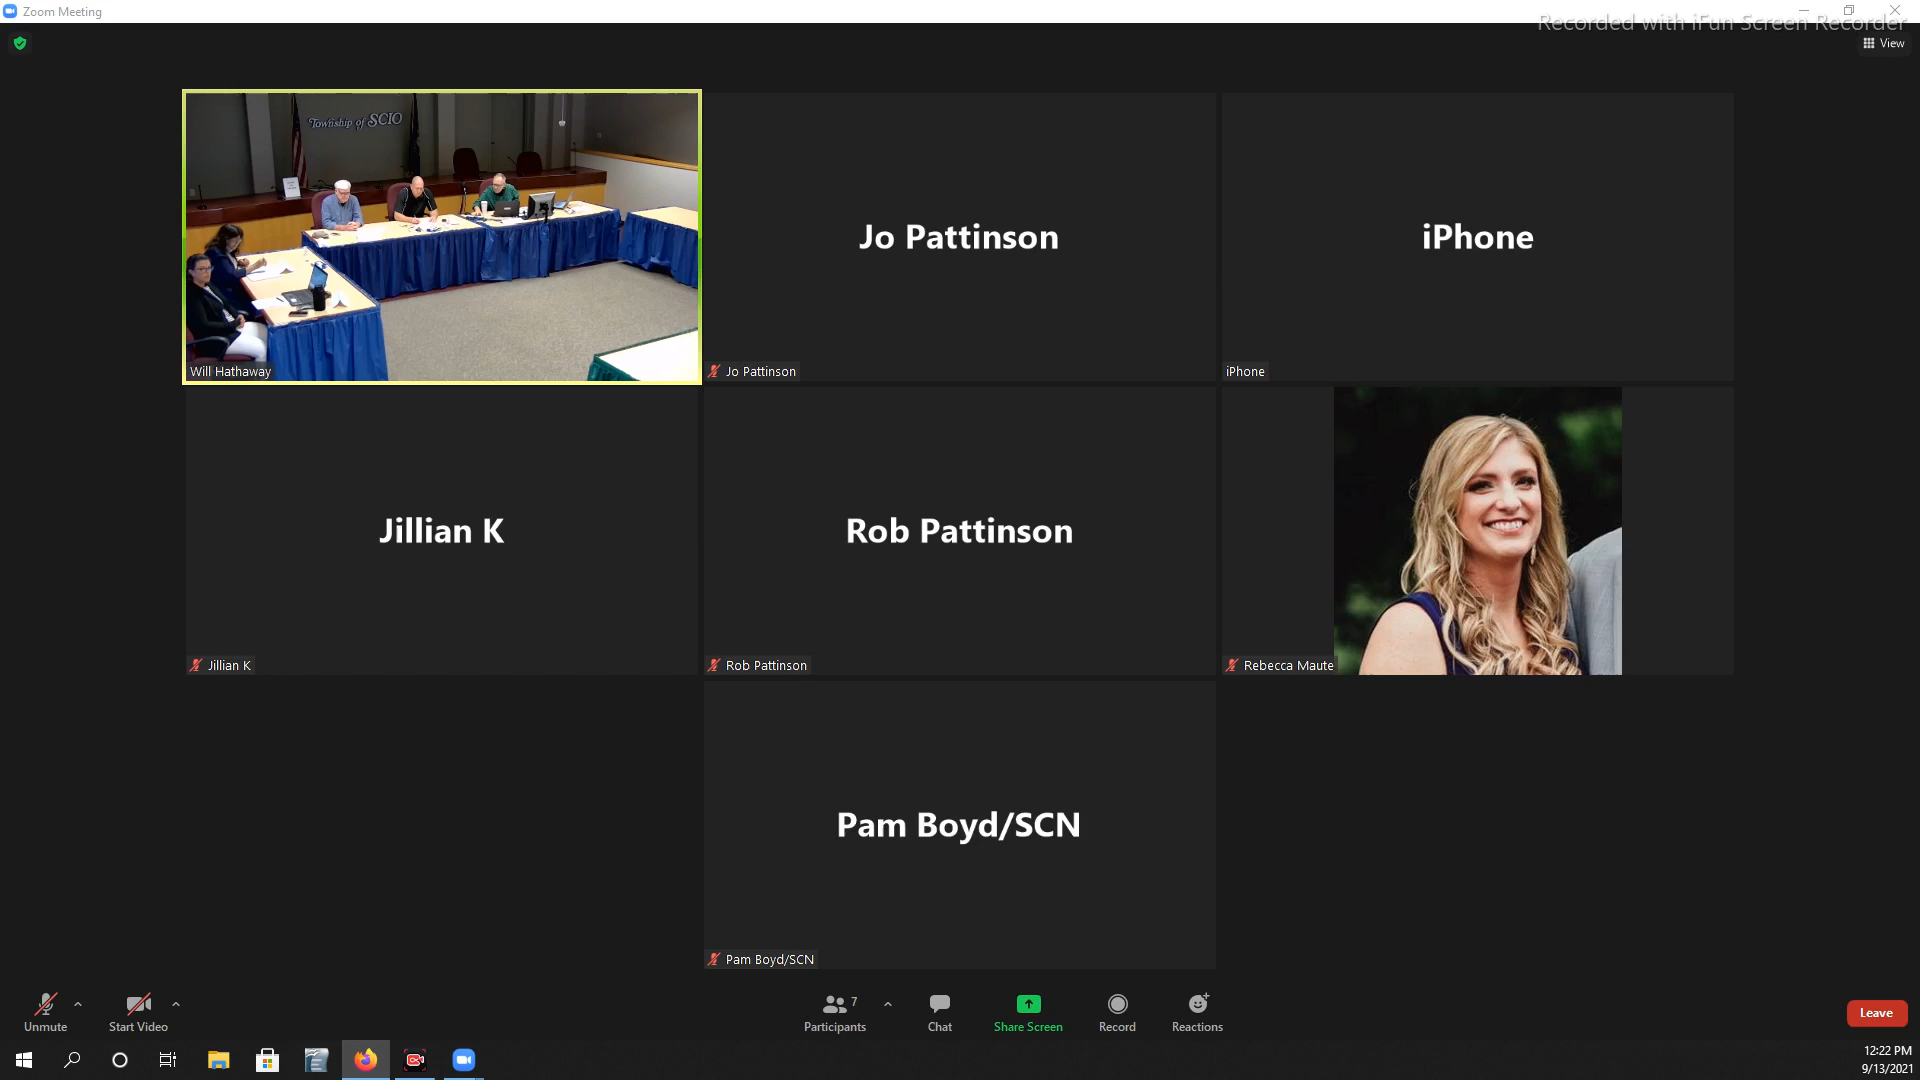 Zoom Meeting
Recorded with iFun Screen Recorder
View
Township of SCIO
Will Hathaway
Jo Pattinson
Jo Pattinson
iPhone
iPhone
Jillian K
Jillian K
Rob Pattinson
Rob Pattinson
Rebecca Maute
Pam Boyd/SCN
Pam Boyd/SCN
Unmute
Start Video
7
Participants
Chat
Share Screen
Record
Reactions
Leave
12:22 PM
9/13/2021